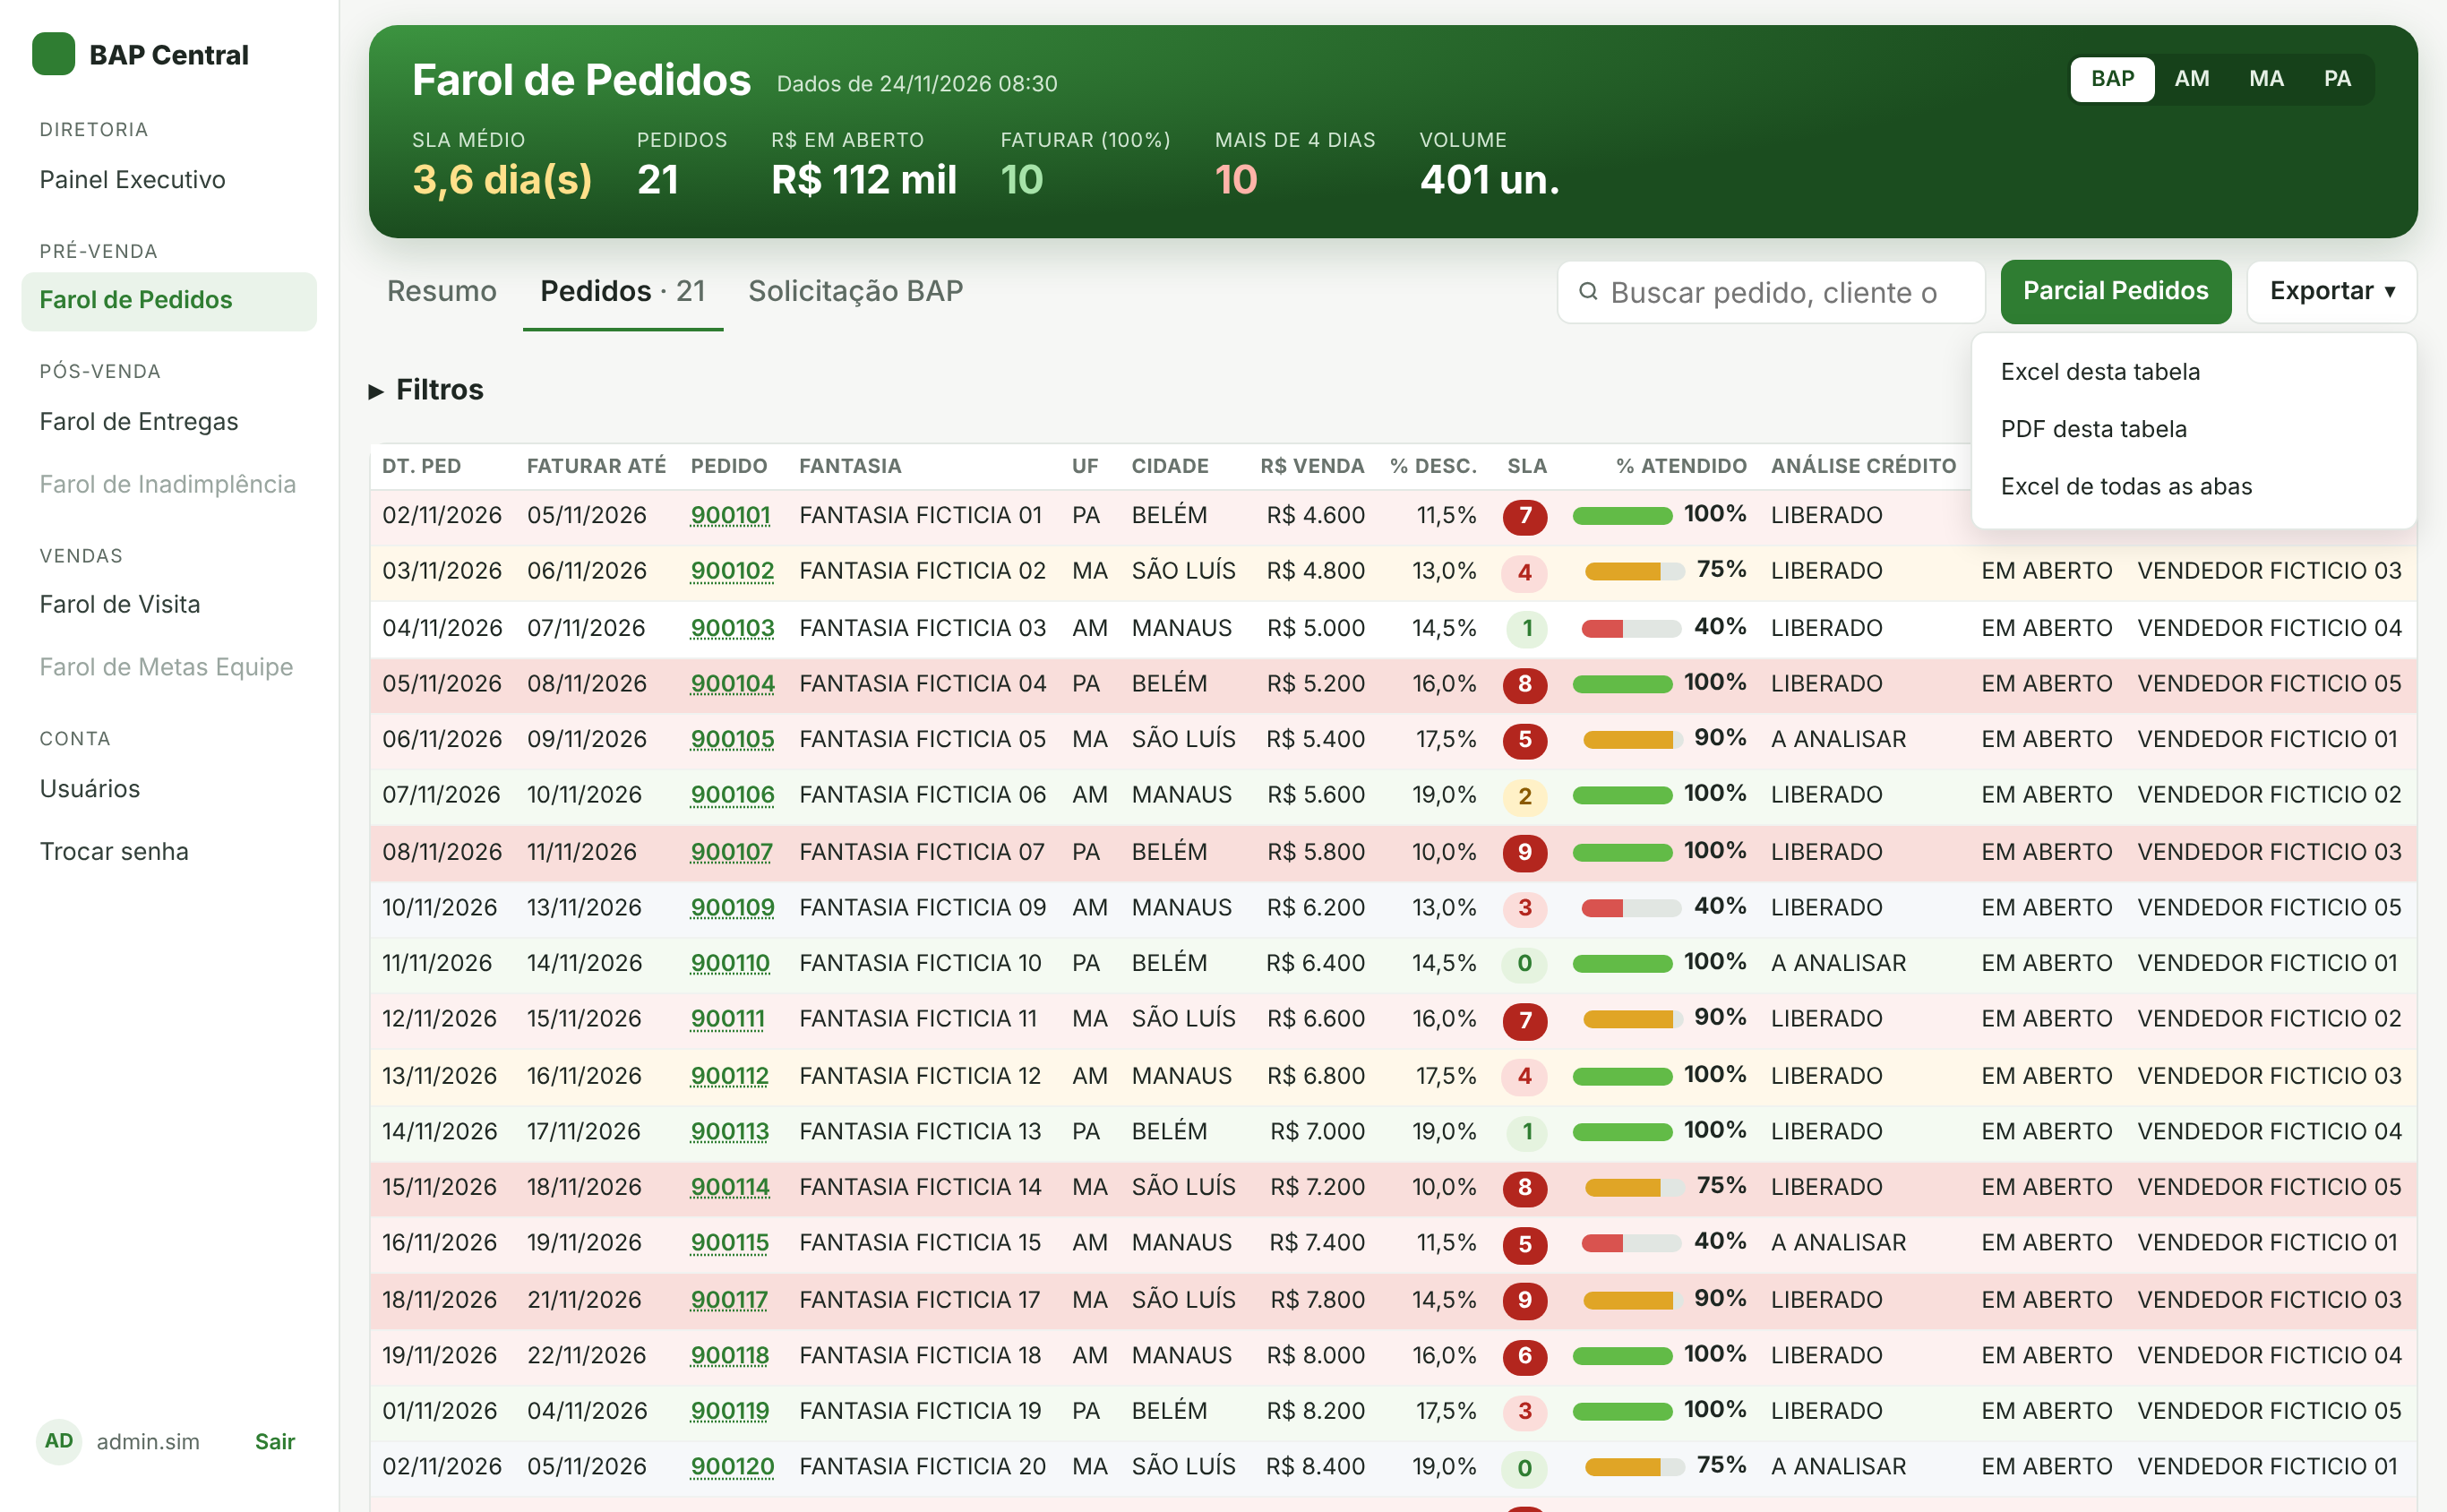 BAP Central
DIRETORIA
Painel Executivo
PRÉ-VENDA
Farol de Pedidos
PÓS-VENDA
Farol de Entregas
Farol de Inadimplência
VENDAS
Farol de Visita
Farol de Metas Equipe
CONTA
Usuários
Trocar senha
AD admin.sim Sair
Farol de Pedidos Dados de 24/11/2026 08:30
BAP AM MA PA
SLA MÉDIO PEDIDOS R$ EM ABERTO FATURAR (100%) MAIS DE 4 DIAS VOLUME
3,6 dia(s) 21 R$ 112 mil 10 10 401 un.
Resumo Pedidos · 21 Solicitação BAP
Buscar pedido, cliente o Parcial Pedidos Exportar ▾
Excel desta tabela
PDF desta tabela
Excel de todas as abas
▸ Filtros
DT. PED FATURAR ATÉ PEDIDO FANTASIA UF CIDADE R$ VENDA % DESC. SLA % ATENDIDO ANÁLISE CRÉDITO
02/11/2026 05/11/2026 900101 FANTASIA FICTICIA 01 PA BELÉM R$ 4.600 11,5% 7 100% LIBERADO
03/11/2026 06/11/2026 900102 FANTASIA FICTICIA 02 MA SÃO LUÍS R$ 4.800 13,0% 4 75% LIBERADO EM ABERTO VENDEDOR FICTICIO 03
04/11/2026 07/11/2026 900103 FANTASIA FICTICIA 03 AM MANAUS R$ 5.000 14,5% 1 40% LIBERADO EM ABERTO VENDEDOR FICTICIO 04
05/11/2026 08/11/2026 900104 FANTASIA FICTICIA 04 PA BELÉM R$ 5.200 16,0% 8 100% LIBERADO EM ABERTO VENDEDOR FICTICIO 05
06/11/2026 09/11/2026 900105 FANTASIA FICTICIA 05 MA SÃO LUÍS R$ 5.400 17,5% 5 90% A ANALISAR EM ABERTO VENDEDOR FICTICIO 01
07/11/2026 10/11/2026 900106 FANTASIA FICTICIA 06 AM MANAUS R$ 5.600 19,0% 2 100% LIBERADO EM ABERTO VENDEDOR FICTICIO 02
08/11/2026 11/11/2026 900107 FANTASIA FICTICIA 07 PA BELÉM R$ 5.800 10,0% 9 100% LIBERADO EM ABERTO VENDEDOR FICTICIO 03
10/11/2026 13/11/2026 900109 FANTASIA FICTICIA 09 AM MANAUS R$ 6.200 13,0% 3 40% LIBERADO EM ABERTO VENDEDOR FICTICIO 05
11/11/2026 14/11/2026 900110 FANTASIA FICTICIA 10 PA BELÉM R$ 6.400 14,5% 0 100% A ANALISAR EM ABERTO VENDEDOR FICTICIO 01
12/11/2026 15/11/2026 900111 FANTASIA FICTICIA 11 MA SÃO LUÍS R$ 6.600 16,0% 7 90% LIBERADO EM ABERTO VENDEDOR FICTICIO 02
13/11/2026 16/11/2026 900112 FANTASIA FICTICIA 12 AM MANAUS R$ 6.800 17,5% 4 100% LIBERADO EM ABERTO VENDEDOR FICTICIO 03
14/11/2026 17/11/2026 900113 FANTASIA FICTICIA 13 PA BELÉM R$ 7.000 19,0% 1 100% LIBERADO EM ABERTO VENDEDOR FICTICIO 04
15/11/2026 18/11/2026 900114 FANTASIA FICTICIA 14 MA SÃO LUÍS R$ 7.200 10,0% 8 75% LIBERADO EM ABERTO VENDEDOR FICTICIO 05
16/11/2026 19/11/2026 900115 FANTASIA FICTICIA 15 AM MANAUS R$ 7.400 11,5% 5 40% A ANALISAR EM ABERTO VENDEDOR FICTICIO 01
18/11/2026 21/11/2026 900117 FANTASIA FICTICIA 17 MA SÃO LUÍS R$ 7.800 14,5% 9 90% LIBERADO EM ABERTO VENDEDOR FICTICIO 03
19/11/2026 22/11/2026 900118 FANTASIA FICTICIA 18 AM MANAUS R$ 8.000 16,0% 6 100% LIBERADO EM ABERTO VENDEDOR FICTICIO 04
01/11/2026 04/11/2026 900119 FANTASIA FICTICIA 19 PA BELÉM R$ 8.200 17,5% 3 100% LIBERADO EM ABERTO VENDEDOR FICTICIO 05
02/11/2026 05/11/2026 900120 FANTASIA FICTICIA 20 MA SÃO LUÍS R$ 8.400 19,0% 0 75% A ANALISAR EM ABERTO VENDEDOR FICTICIO 01